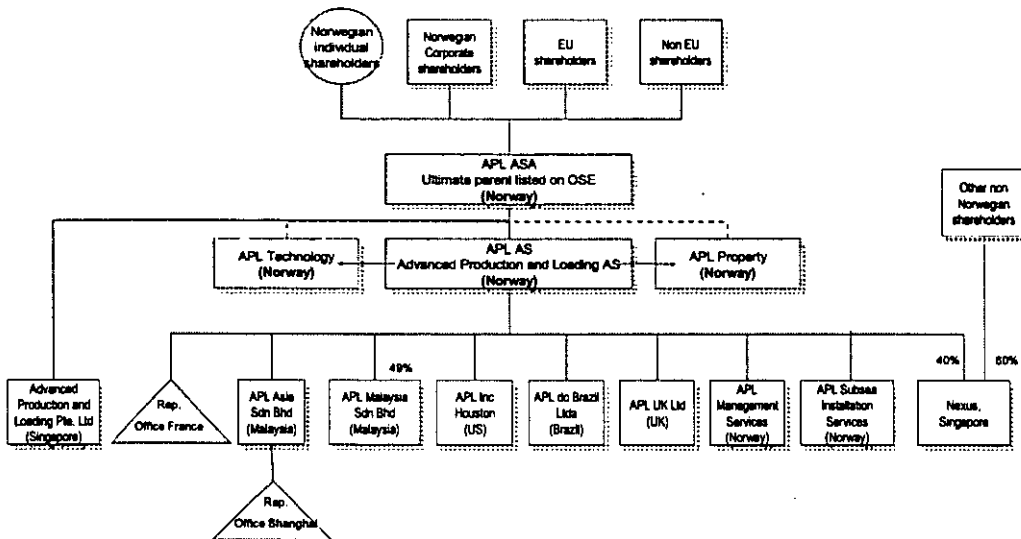 Norwegian
individual
shareholders
Norwegian
Corporate
shareholders
EU
shareholders
Non EU
shareholders
APL ASA
Ultimate parent listed on OSE
(Norway)
Other non
Norwegian
shareholders
APL Technology
(Norway)
APL AS
Advanced Production and Loading AS
(Norway)
APL Property
(Norway)
49%
40%
60%
Advanced
Production and
Loading Pte. Ltd
(Singapore)
Rep.
Office France
APL Asia
Sdn Bhd
(Malaysia)
APL Malaysia
Sdn Bhd
(Malaysia)
APL Inc
Houston
(US)
APL do Brazil
Ltda
(Brazil)
APL UK Ltd
(UK)
APL
Management
Services
(Norway)
APL Subsea
Installation
Services
(Norway)
Nexus,
Singapore
Rep.
Office Shanghai